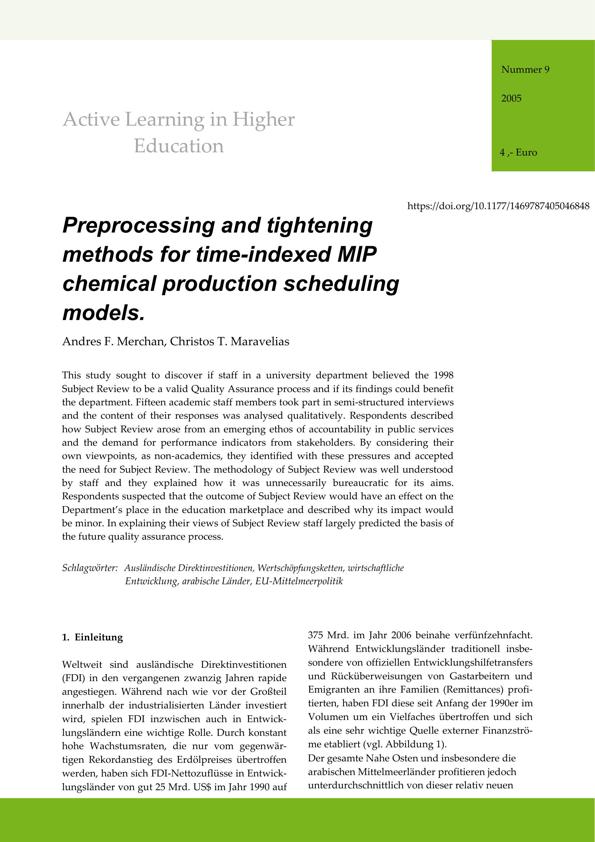 Nummer 9
2005
4 ,- Euro
Active Learning in Higher
Education
https://doi.org/10.1177/1469787405046848
Preprocessing and tightening
methods for time-indexed MIP
chemical production scheduling
models.
Andres F. Merchan, Christos T. Maravelias
This study sought to discover if staff in a university department believed the 1998
Subject Review to be a valid Quality Assurance process and if its findings could benefit
the department. Fifteen academic staff members took part in semi-structured interviews
and the content of their responses was analysed qualitatively. Respondents described
how Subject Review arose from an emerging ethos of accountability in public services
and the demand for performance indicators from stakeholders. By considering their
own viewpoints, as non-academics, they identified with these pressures and accepted
the need for Subject Review. The methodology of Subject Review was well understood
by staff and they explained how it was unnecessarily bureaucratic for its aims.
Respondents suspected that the outcome of Subject Review would have an effect on the
Department's place in the education marketplace and described why its impact would
be minor. In explaining their views of Subject Review staff largely predicted the basis of
the future quality assurance process.
Schlagwörter: Ausländische Direktinvestitionen, Wertschöpfungsketten, wirtschaftliche
Entwicklung, arabische Länder, EU-Mittelmeerpolitik
1. Einleitung
Weltweit sind ausländische Direktinvestitionen
(FDI) in den vergangenen zwanzig Jahren rapide
angestiegen. Während nach wie vor der Großteil
innerhalb der industrialisierten Länder investiert
wird, spielen FDI inzwischen auch in Entwick-
lungsländern eine wichtige Rolle. Durch konstant
hohe Wachstumsraten, die nur vom gegenwär-
tigen Rekordanstieg des Erdölpreises übertroffen
werden, haben sich FDI-Nettozuflüsse in Entwick-
lungsländer von gut 25 Mrd. US$ im Jahr 1990 auf
375 Mrd. im Jahr 2006 beinahe verfünfzehnfacht.
Während Entwicklungsländer traditionell insbe-
sondere von offiziellen Entwicklungshilfetransfers
und Rücküberweisungen von Gastarbeitern und
Emigranten an ihre Familien (Remittances) profi-
tierten, haben FDI diese seit Anfang der 1990er im
Volumen um ein Vielfaches übertroffen und sich
als eine sehr wichtige Quelle externer Finanzströ-
me etabliert (vgl. Abbildung 1).
Der gesamte Nahe Osten und insbesondere die
arabischen Mittelmeerländer profitieren jedoch
unterdurchschnittlich von dieser relativ neuen